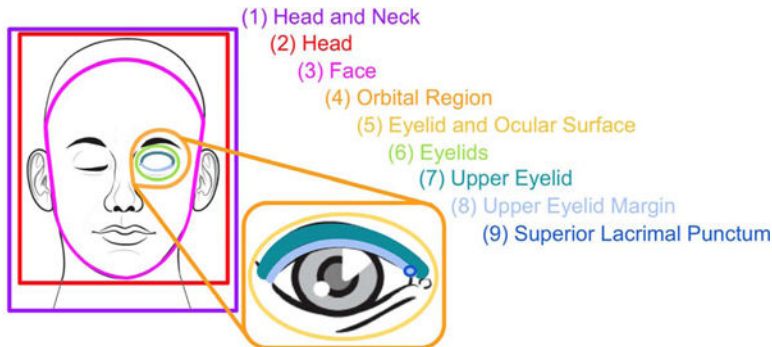 (1) Head and Neck
(2) Head
(3) Face
(4) Orbital Region
(5) Eyelid and Ocular Surface
(6) Eyelids
(7) Upper Eyelid
(8) Upper Eyelid Margin
(9) Superior Lacrimal Punctum